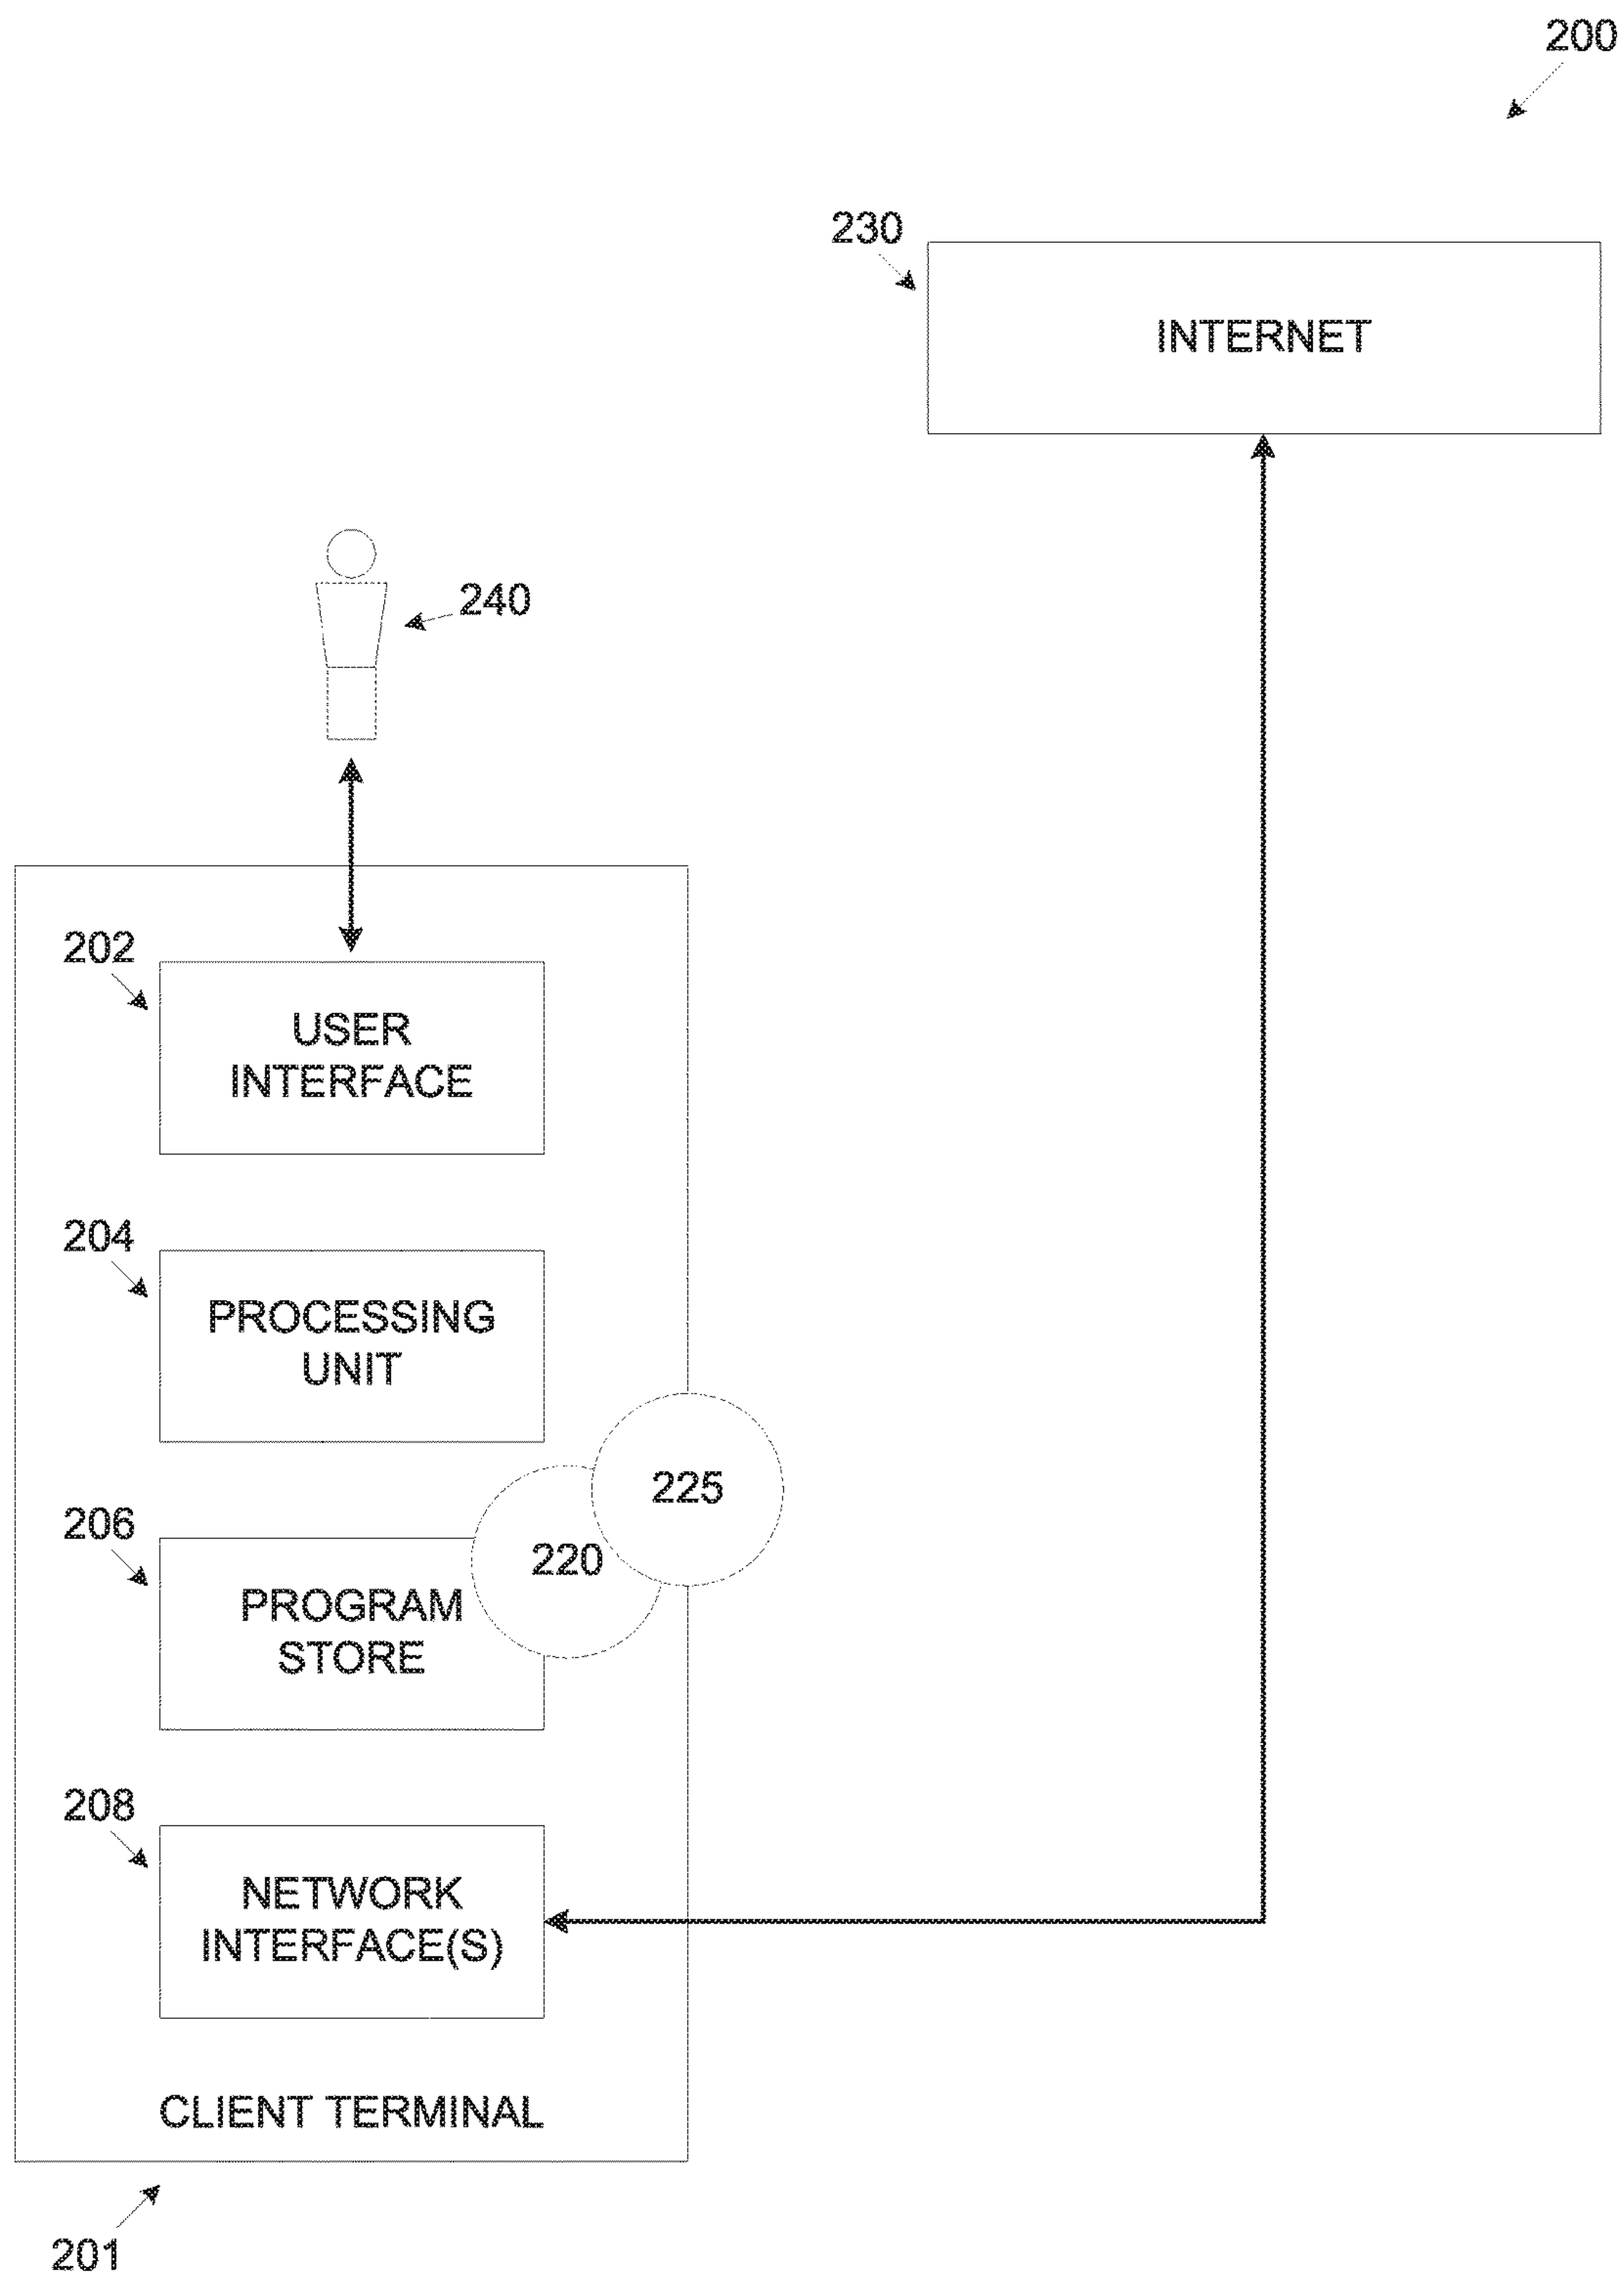 200
230
INTERNET
240
202
USER
INTERFACE
204
PROCESSING
UNIT
225
206
220
PROGRAM
STORE
208
NETWORK
INTERFACE(S)
CLIENT TERMINAL
201